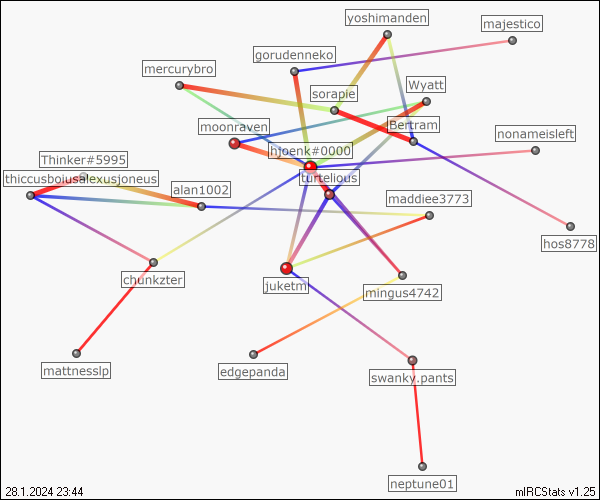 yoshimanden
majestico
gorudenneko
mercurybro
Wyatt
sorapie
moonraven
Bertram
nonameisleft
hjoenk#0000
Thinker#5995
thiccusboiusalexusjoneus
turtelious
alan1002
maddiee3773
hos8778
chunkzter
juketm
mingus4742
mattnesslp
edgepanda
swanky.pants
neptune01
28.1.2024 23:44
mIRCStats v1.25